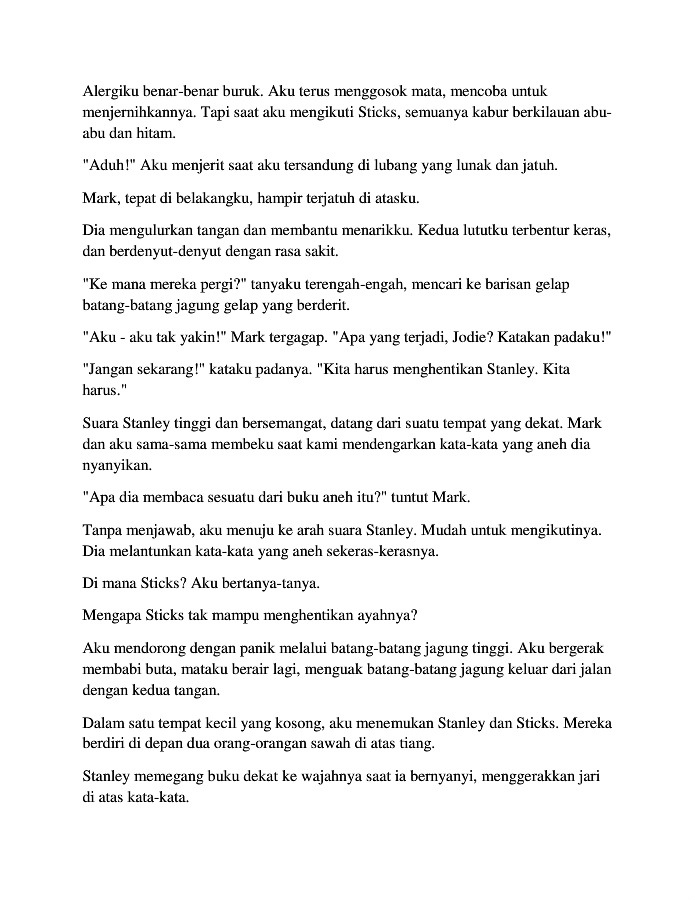 Alergiku benar-benar buruk. Aku terus menggosok mata, mencoba untuk
menjernihkannya. Tapi saat aku mengikuti Sticks, semuanya kabur berkilauan abu-
abu dan hitam.
"Aduh!" Aku menjerit saat aku tersandung di lubang yang lunak dan jatuh.
Mark, tepat di belakangku, hampir terjatuh di atasku.
Dia mengulurkan tangan dan membantu menarikku. Kedua lututku terbentur keras,
dan berdenyut-denyut dengan rasa sakit.
"Ke mana mereka pergi?" tanyaku terengah-engah, mencari ke barisan gelap
batang-batang jagung gelap yang berderit.
"Aku - aku tak yakin!" Mark tergagap. "Apa yang terjadi, Jodie? Katakan padaku!"
"Jangan sekarang!" kataku padanya. "Kita harus menghentikan Stanley. Kita
harus."
Suara Stanley tinggi dan bersemangat, datang dari suatu tempat yang dekat. Mark
dan aku sama-sama membeku saat kami mendengarkan kata-kata yang aneh dia
nyanyikan.
"Apa dia membaca sesuatu dari buku aneh itu?" tuntut Mark.
Tanpa menjawab, aku menuju ke arah suara Stanley. Mudah untuk mengikutinya.
Dia melantunkan kata-kata yang aneh sekeras-kerasnya.
Di mana Sticks? Aku bertanya-tanya.
Mengapa Sticks tak mampu menghentikan ayahnya?
Aku mendorong dengan panik melalui batang-batang jagung tinggi. Aku bergerak
membabi buta, mataku berair lagi, menguak batang-batang jagung keluar dari jalan
dengan kedua tangan.
Dalam satu tempat kecil yang kosong, aku menemukan Stanley dan Sticks. Mereka
berdiri di depan dua orang-orangan sawah di atas tiang.
Stanley memegang buku dekat ke wajahnya saat ia bernyanyi, menggerakkan jari
di atas kata-kata.